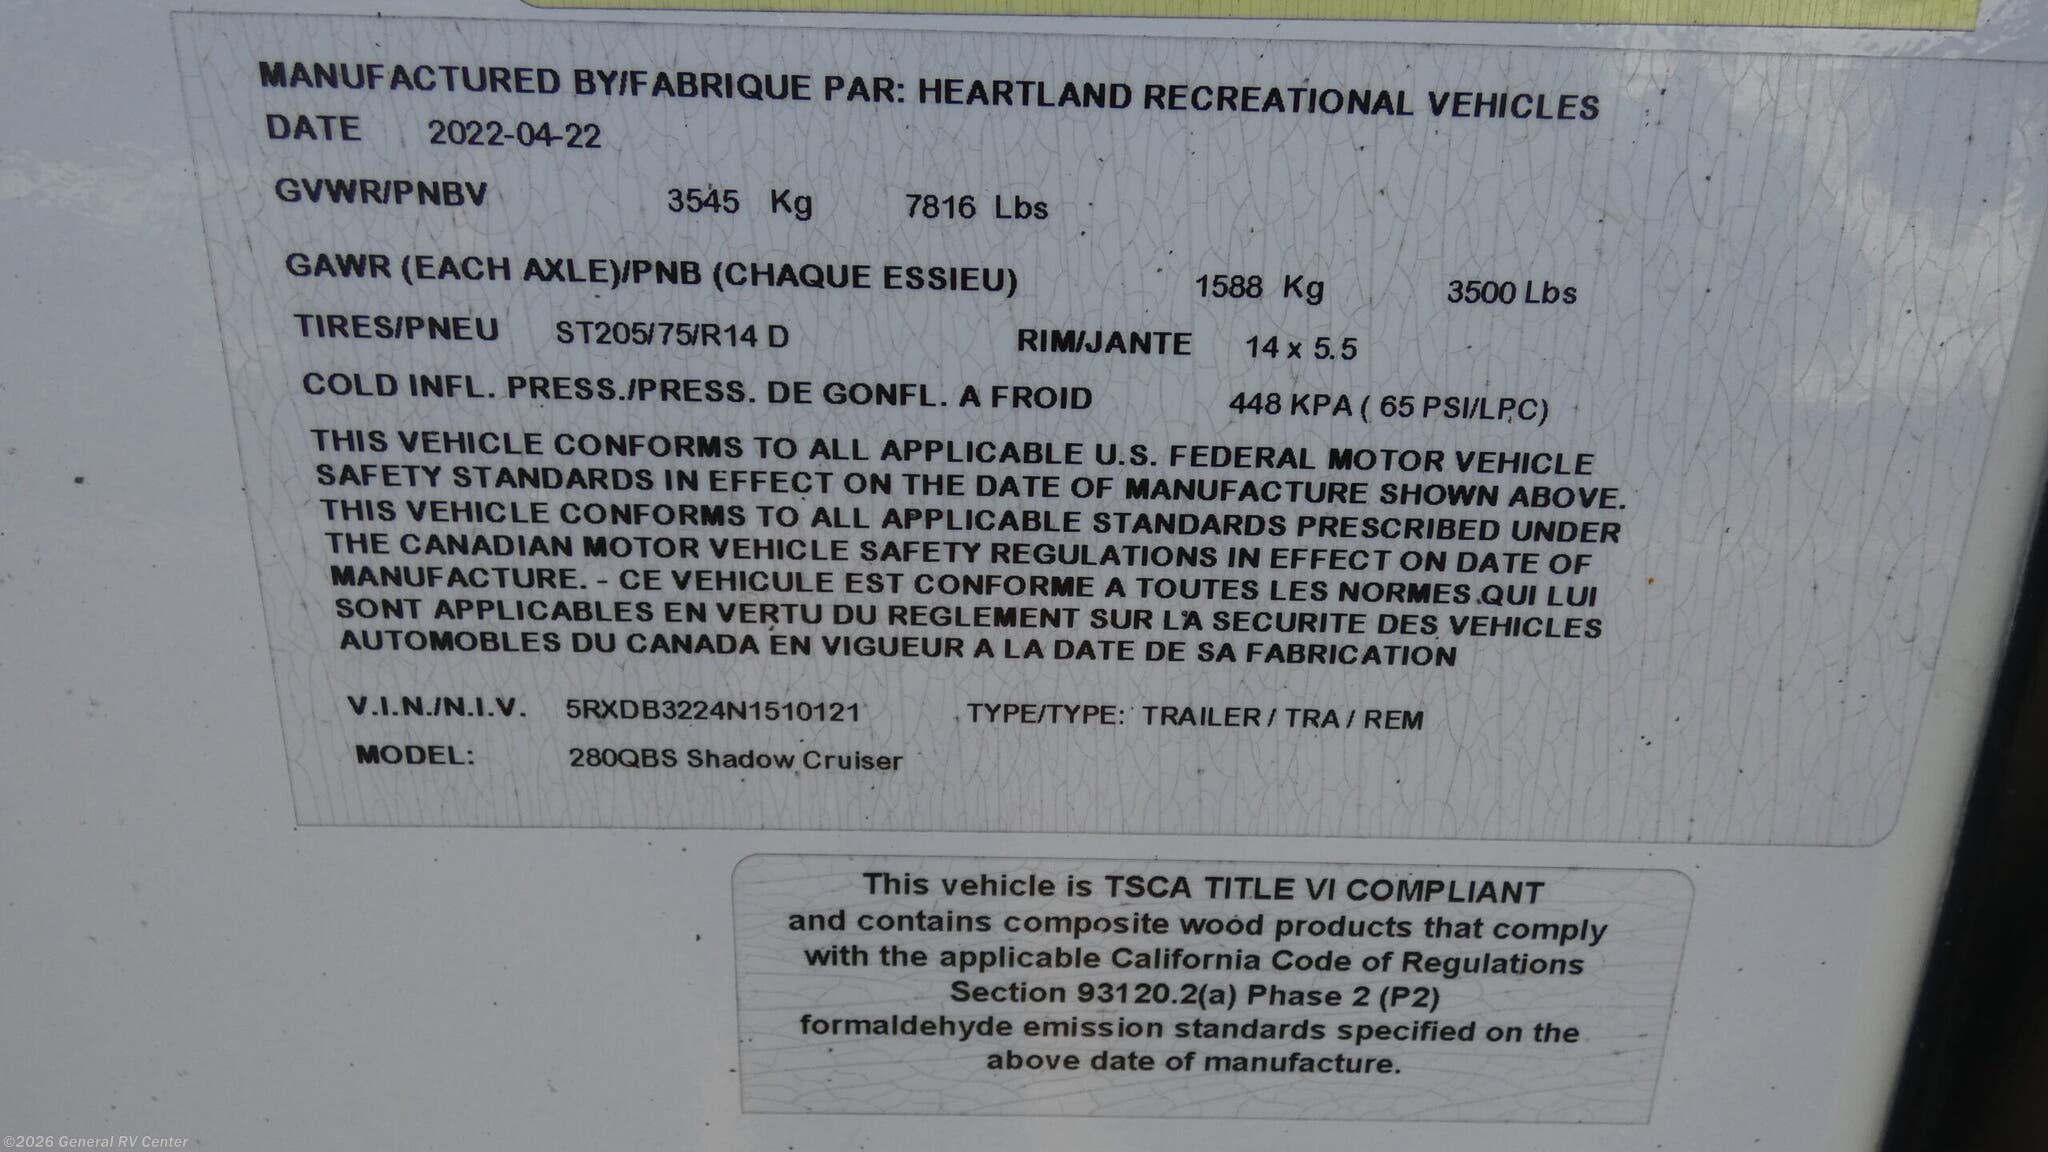 MANUFACTURED BY/FABRIQUE PAR: HEARTLAND RECREATIONAL VEHICLES
DATE 2022-04-22
GVWR/PNBV 3545 Kg 7816 Lbs
GAWR (EACH AXLE)/PNB (CHAQUE ESSIEU) 1588 Kg 3500 Lbs
TIRES/PNEU ST205/75/R14 D RIM/JANTE 14 x 5.5
COLD INFL. PRESS./PRESS. DE GONFL. A FROID 448 KPA ( 65 PSI/LPC)
THIS VEHICLE CONFORMS TO ALL APPLICABLE U.S. FEDERAL MOTOR VEHICLE
SAFETY STANDARDS IN EFFECT ON THE DATE OF MANUFACTURE SHOWN ABOVE.
THIS VEHICLE CONFORMS TO ALL APPLICABLE STANDARDS PRESCRIBED UNDER
THE CANADIAN MOTOR VEHICLE SAFETY REGULATIONS IN EFFECT ON DATE OF
MANUFACTURE. - CE VEHICULE EST CONFORME A TOUTES LES NORMES QUI LUI
SONT APPLICABLES EN VERTU DU REGLEMENT SUR LA SECURITE DES VEHICLES
AUTOMOBLES DU CANADA EN VIGUEUR A LA DATE DE SA FABRICATION
V.I.N./N.I.V. 5RXDB3224N1510121 TYPE/TYPE: TRAILER / TRA / REM
MODEL: 280QBS Shadow Cruiser
This vehicle is TSCA TITLE VI COMPLIANT
and contains composite wood products that comply
with the applicable California Code of Regulations
Section 93120.2(a) Phase 2 (P2)
formaldehyde emission standards specified on the
above date of manufacture.
©2026 General RV Center